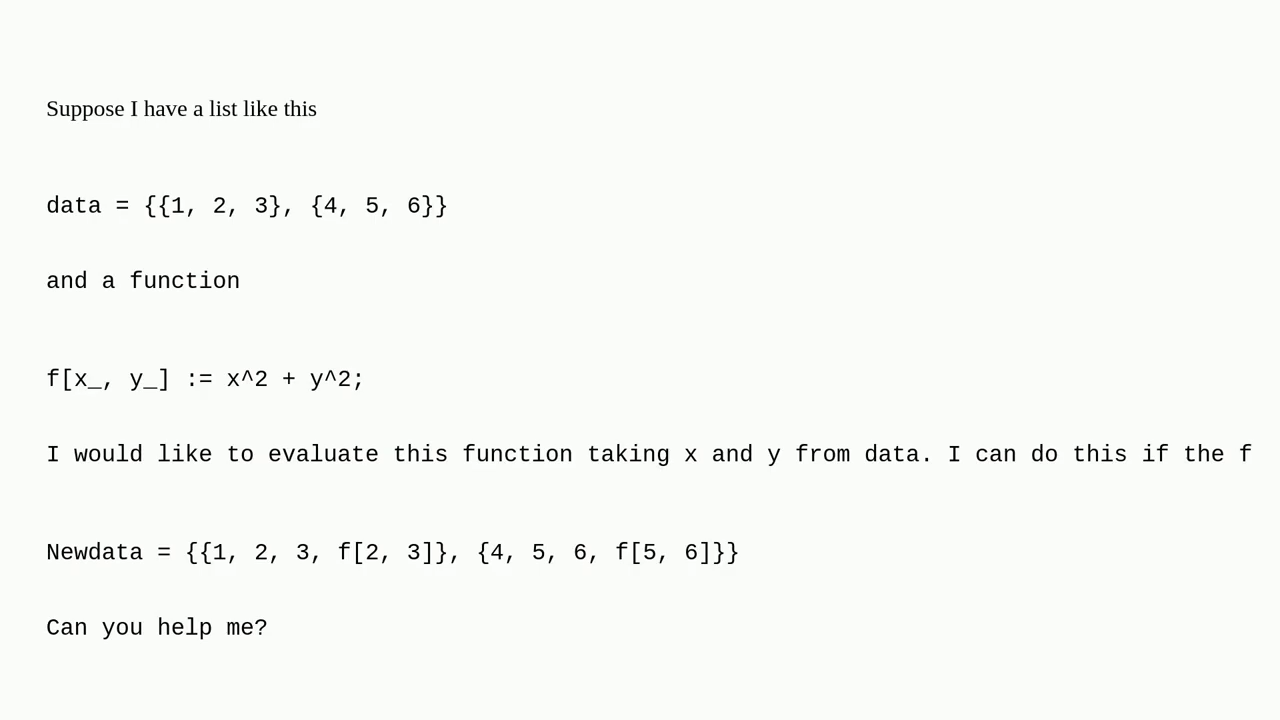 Suppose I have a list like this
data = {{1, 2, 3}, {4, 5, 6}}
and a function
f[x_, y_] := x^2 + y^2;
I would like to evaluate this function taking x and y from data. I can do this if the f
Newdata = {{1, 2, 3, f[2, 3]}, {4, 5, 6, f[5, 6]}}
Can you help me?